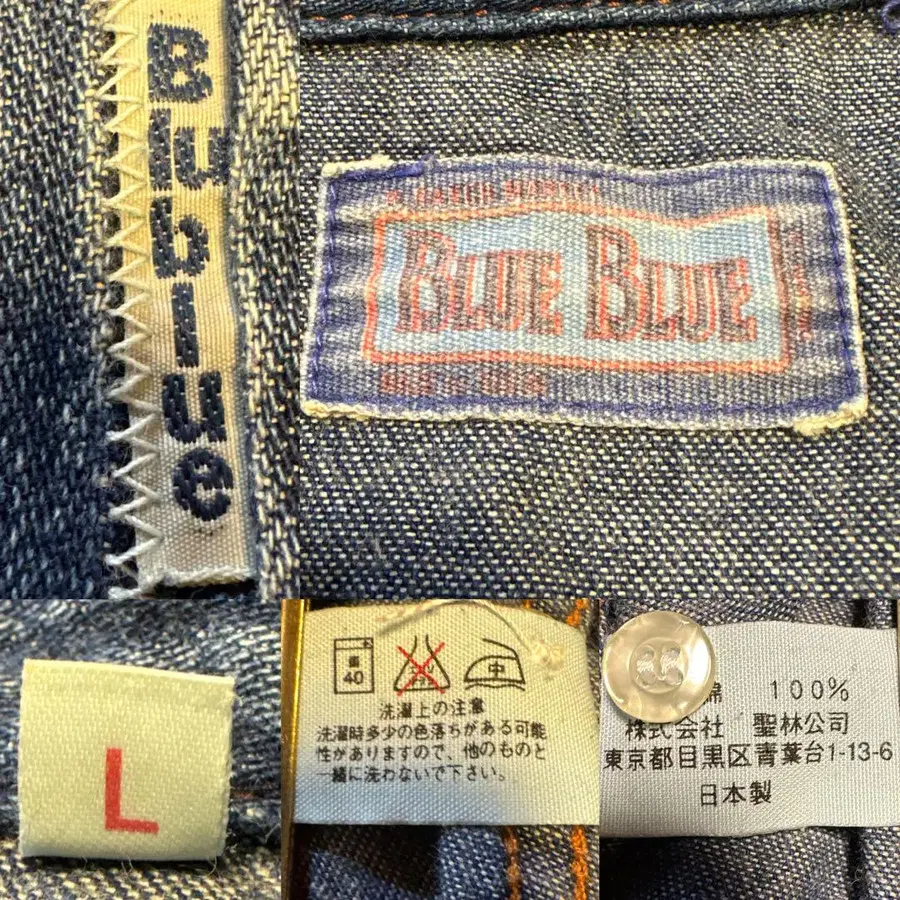 Blublue
BLUE BLUE
L
40
中
洗濯上の注意
洗濯時多少の色落ちがある可能
性がありますので、他のものと
一緒に洗わないで下さい。
綿 100%
株式会社 聖林公司
東京都目黒区青葉台1-13-6
日本製